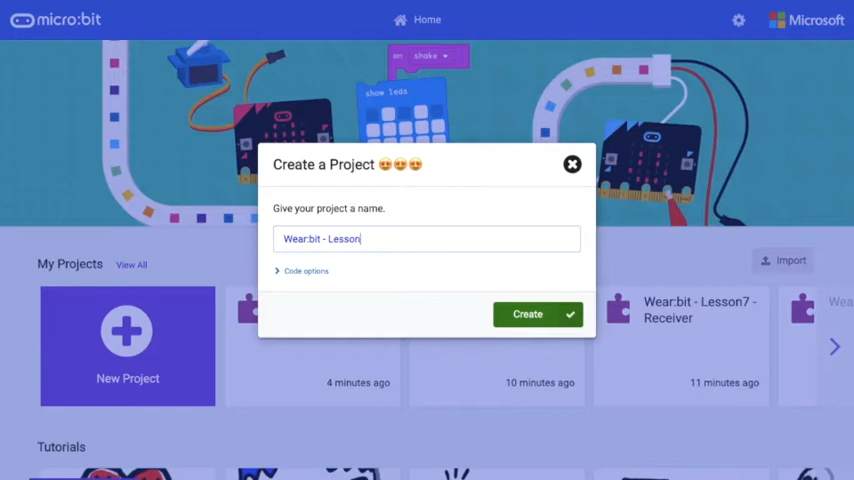 micro:bit
Home
Microsoft
on shake
show leds
Create a Project 😍😍😍
Give your project a name.
Wear:bit - Lesson
Code options
Create
My Projects
View All
Import
New Project
4 minutes ago
10 minutes ago
Wear:bit - Lesson7 -
Receiver
11 minutes ago
Wear
Tutorials